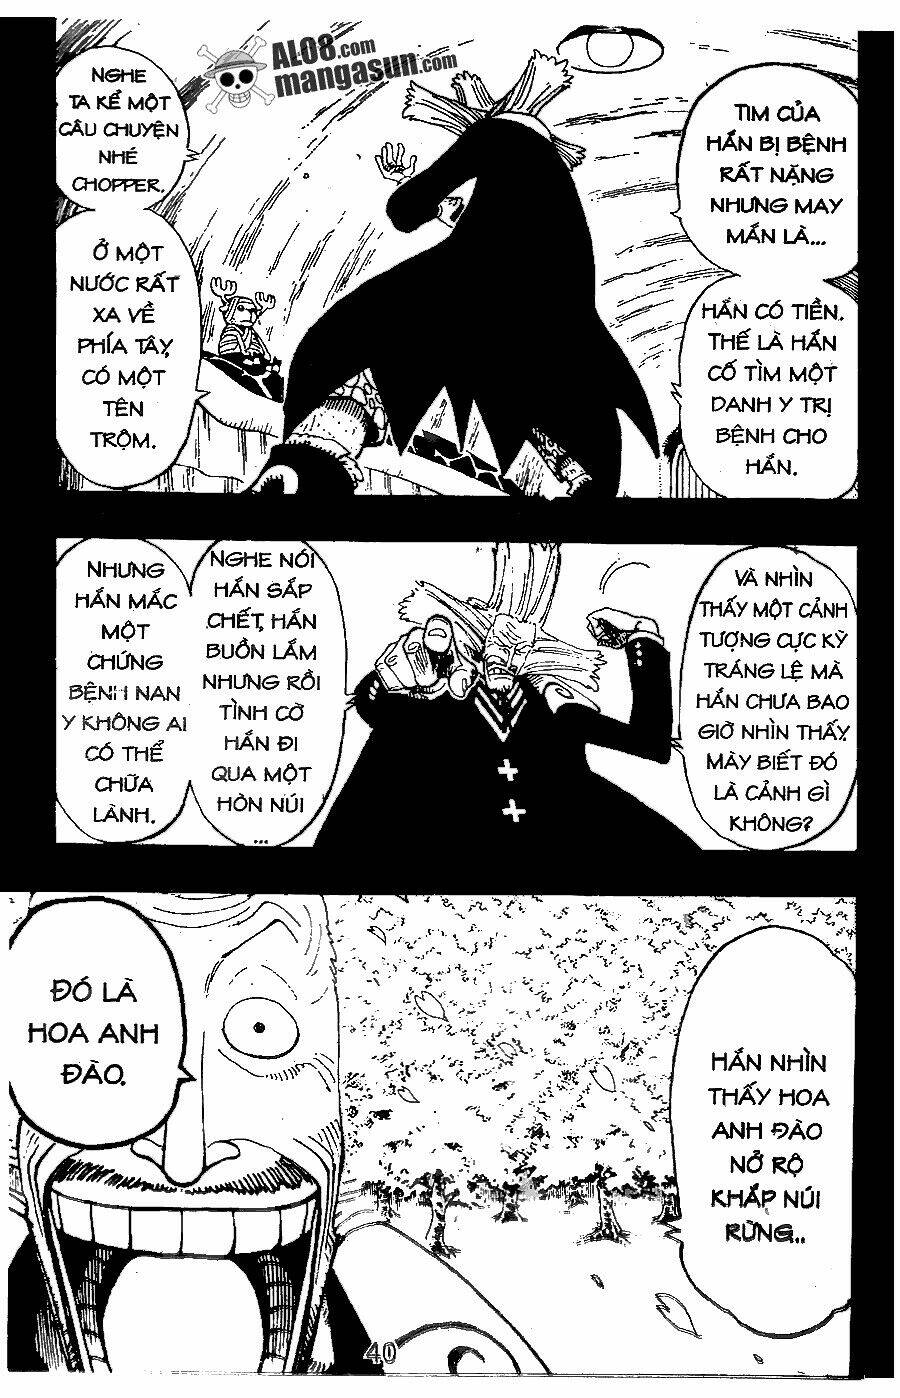 AL08.com
mangasun.com
NGHE
TA KỂ MỘT
CÂU CHUYỆN
NHÉ
CHOPPER.
Ở MỘT
NƯỚC RẤT
XA VỀ
PHÍA TÂY,
CÓ MỘT
TÊN
TRỘM.
TIM CỦA
HẮN BỊ BỆNH
RẤT NẶNG
NHƯNG MAY
MẮN LÀ...
HẮN CÓ TIỀN.
THẾ LÀ HẮN
CỐ TÌM MỘT
DANH Y TRỊ
BỆNH CHO
HẮN.
NHƯNG
HẮN MẮC
MỘT
CHỨNG
BỆNH NAN
Y KHÔNG AI
CÓ THỂ
CHỮA
LÀNH.
NGHE NÓI
HẮN SẮP
CHẾT, HẮN
BUỒN LẮM
NHƯNG RỒI
TÌNH CỜ
HẮN ĐI
QUA MỘT
HÒN NÚI
...
VÀ NHÌN
THẤY MỘT CẢNH
TƯỢNG CỰC KỲ
TRÁNG LỆ MÀ
HẮN CHƯA BAO
GIỜ NHÌN THẤY.
MÀY BIẾT ĐÓ
LÀ CẢNH GÌ
KHÔNG?
ĐÓ LÀ
HOA ANH
ĐÀO.
HẮN NHÌN
THẤY HOA
ANH ĐÀO
NỞ RỘ
KHẮP NÚI
RỪNG...
40